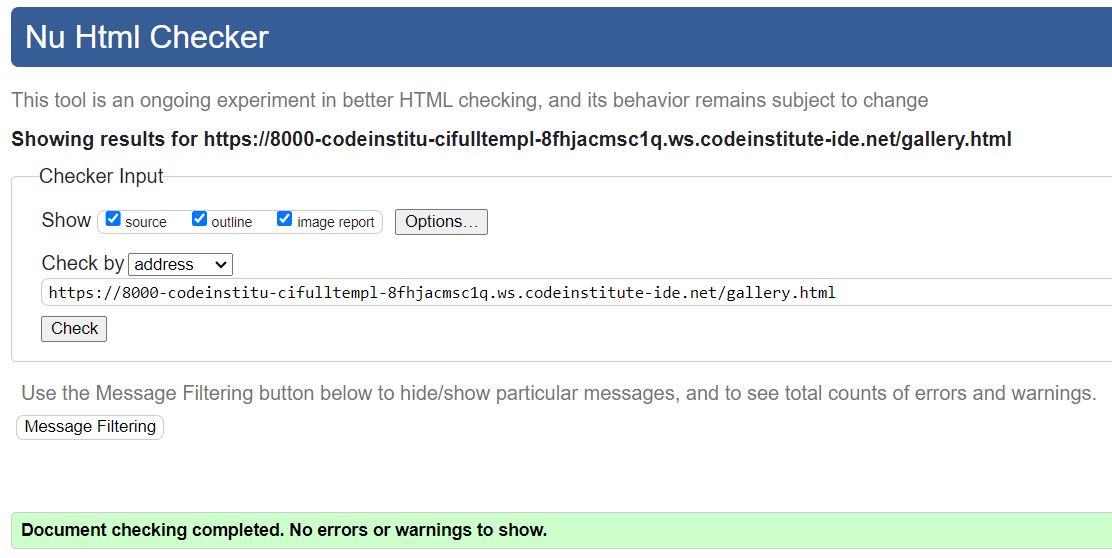 Nu Html Checker
This tool is an ongoing experiment in better HTML checking, and its behavior remains subject to change
Showing results for https://8000-codeinstitu-cifulltempl-8fhjacmsc1q.ws.codeinstitute-ide.net/gallery.html
Checker Input
Show source outline image report Options...
Check by address
https://8000-codeinstitu-cifulltempl-8fhjacmsc1q.ws.codeinstitute-ide.net/gallery.html
Check
Use the Message Filtering button below to hide/show particular messages, and to see total counts of errors and warnings.
Message Filtering
Document checking completed. No errors or warnings to show.